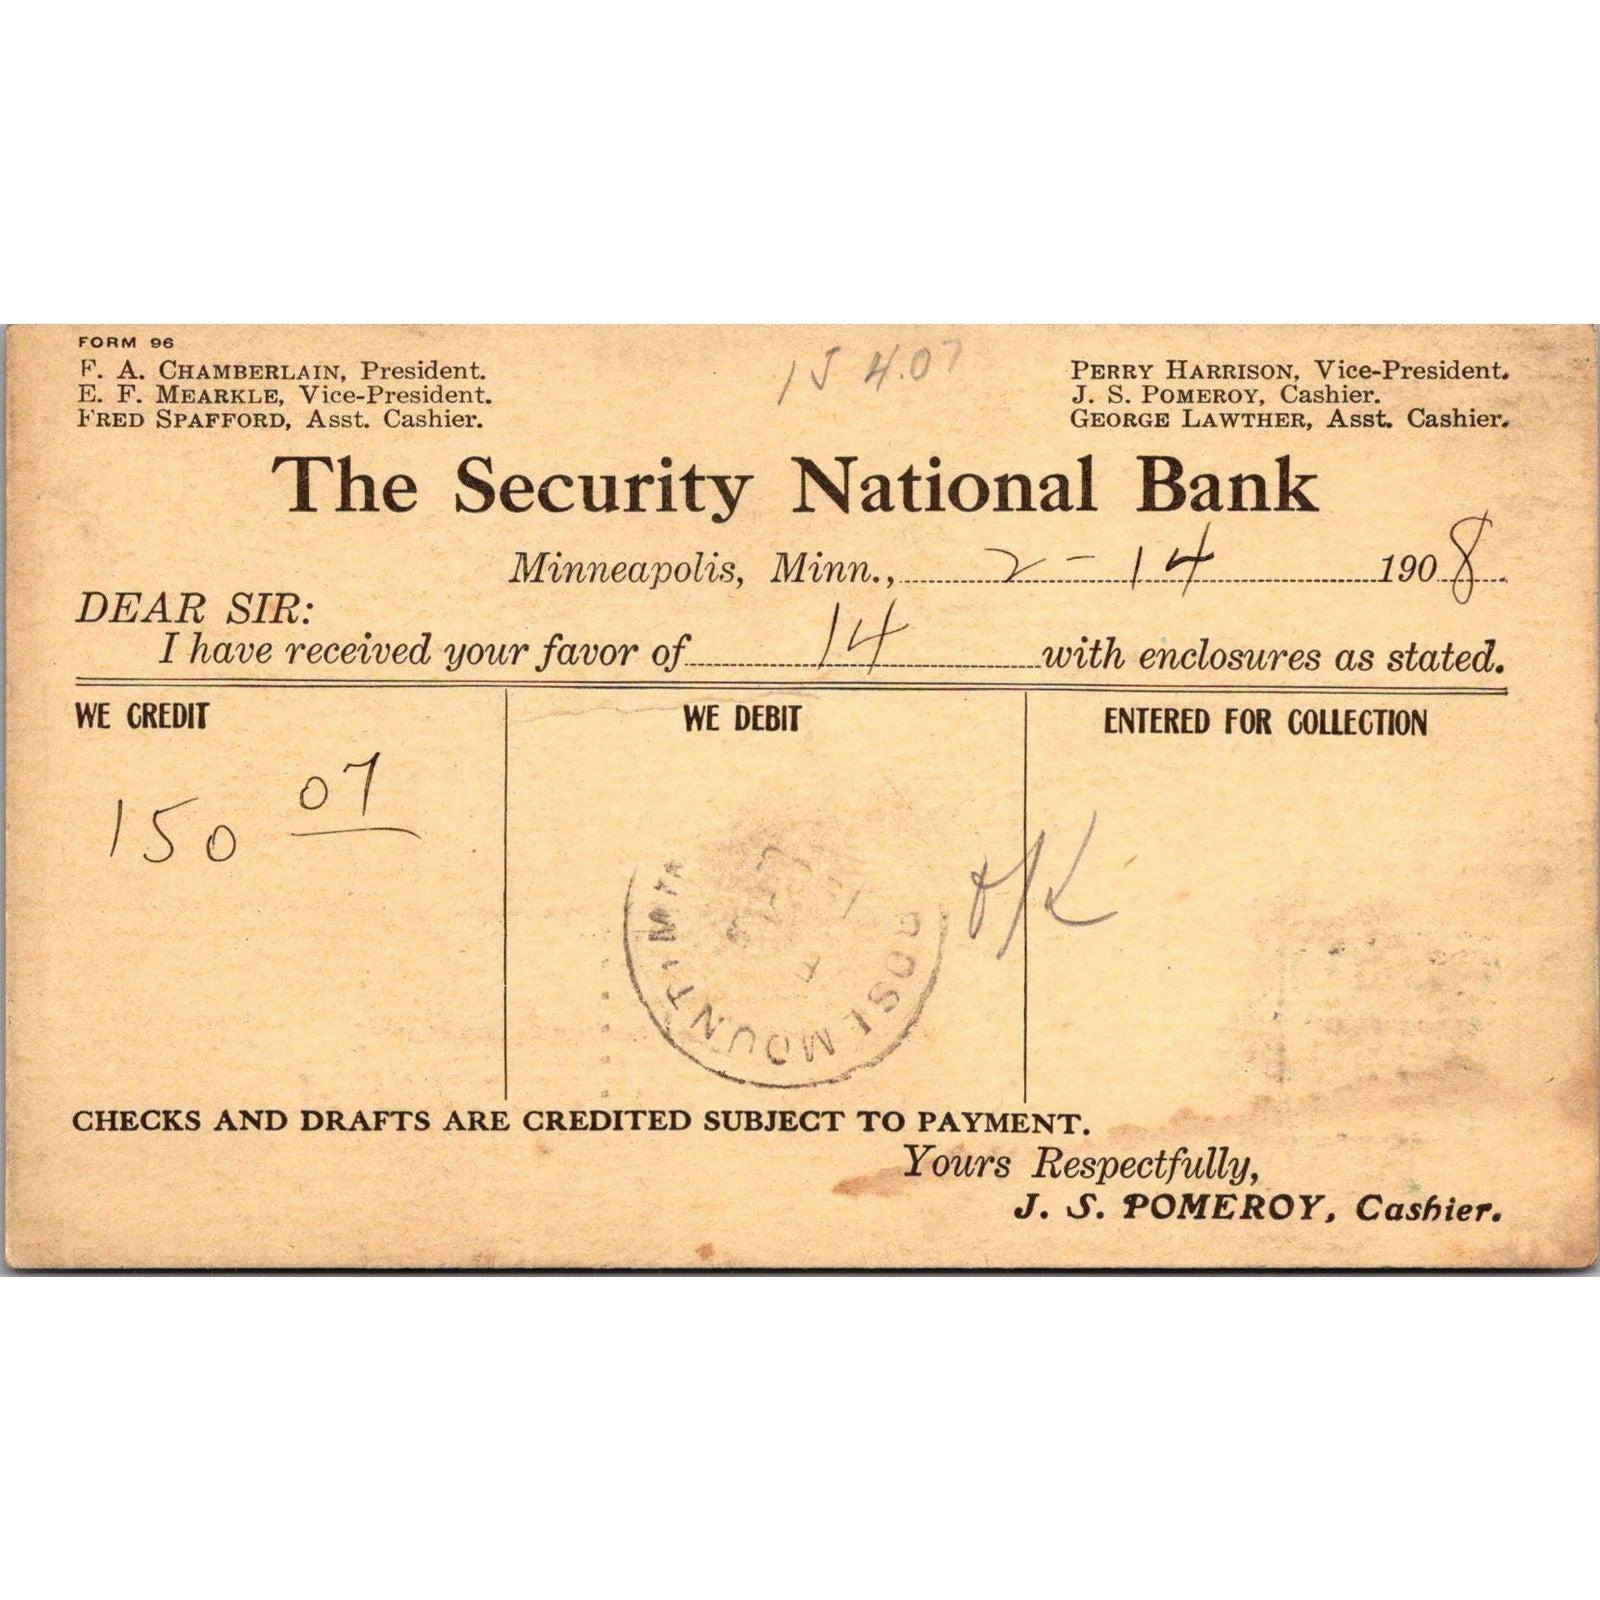 FORM 96
F. A. CHAMBERLAIN, President.
E. F. MEARKLE, Vice-President.
FRED SPAFFORD, Asst. Cashier.
154.07
PERRY HARRISON, Vice-President.
J. S. POMEROY, Cashier.
GEORGE LAWTHER, Asst. Cashier.
The Security National Bank
Minneapolis, Minn., 2-14 1908
DEAR SIR:
I have received your favor of 14 with enclosures as stated.
WE CREDIT
WE DEBIT
ENTERED FOR COLLECTION
150 07
O/K
ROSEMOUNT, MINN
CHECKS AND DRAFTS ARE CREDITED SUBJECT TO PAYMENT.
Yours Respectfully,
J. S. POMEROY, Cashier.